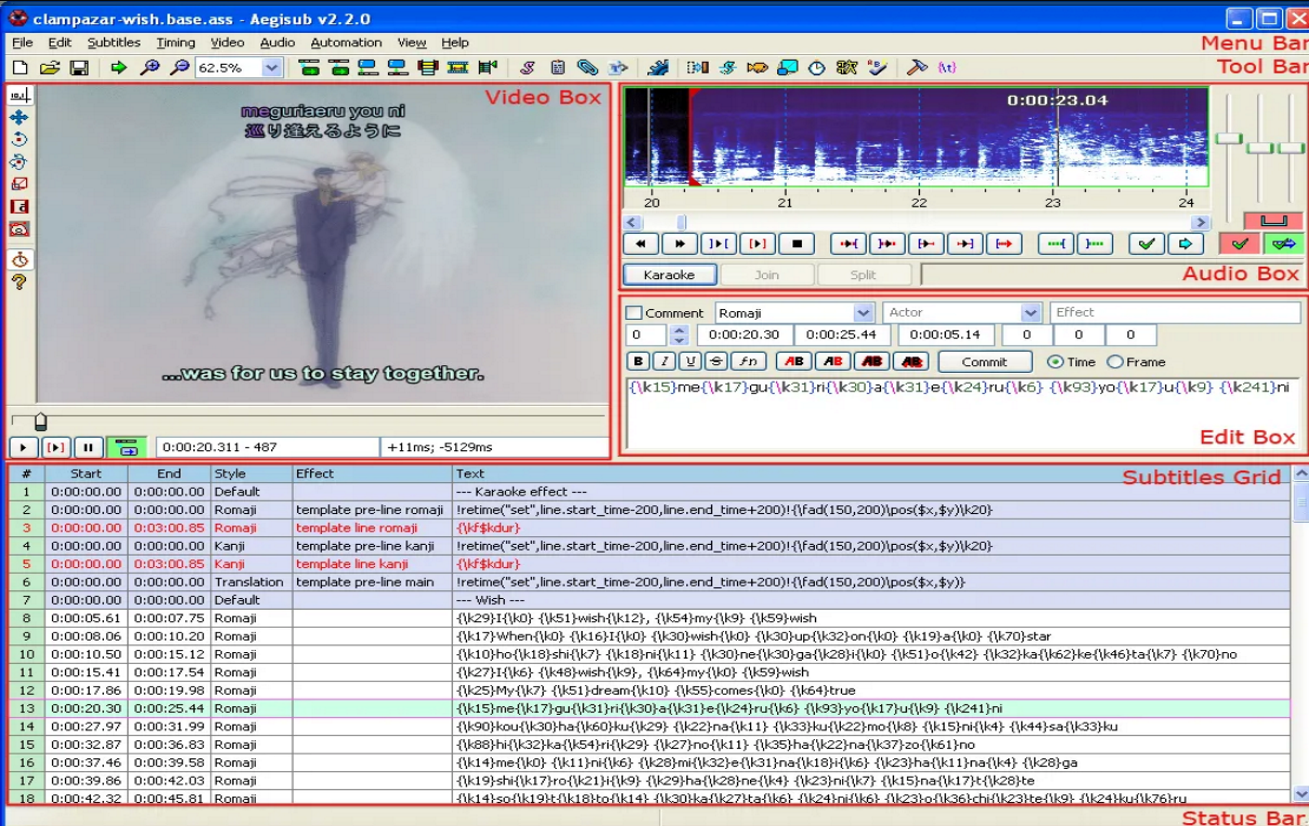 clampazar-wish.base.ass - Aegisub v2.2.0
File Edit Subtitles Timing Video Audio Automation View Help
Menu Bar
62.5%
Tool Bar
Video Box
meguriaeru you ni
巡り逢えるように
...was for us to stay together.
0:00:20.311 - 487 +11ms; -5129ms
0:00:23.04
20 21 22 23 24
Karaoke Join Split
Audio Box
Comment Romaji Actor Effect
0 0:00:20.30 0:00:25.44 0:00:05.14 0 0 0
B I U S fn AB AB AB AB Commit Time Frame
{\k15}me{\k17}gu{\k31}ri{\k30}a{\k31}e{\k24}ru{\k6} {\k93}yo{\k17}u{\k9} {\k241}ni
Edit Box
# Start End Style Effect Text
Subtitles Grid
1 0:00:00.00 0:00:00.00 Default --- Karaoke effect ---
2 0:00:00.00 0:00:00.00 Romaji template pre-line romaji !retime("set",line.start_time-200,line.end_time+200)!{\fad(150,200)\pos($x,$y)\k20}
3 0:00:00.00 0:03:00.85 Romaji template line romaji {\kf$kdur}
4 0:00:00.00 0:00:00.00 Kanji template pre-line kanji !retime("set",line.start_time-200,line.end_time+200)!{\fad(150,200)\pos($x,$y)\k20}
5 0:00:00.00 0:03:00.85 Kanji template line kanji {\kf$kdur}
6 0:00:00.00 0:00:00.00 Translation template pre-line main !retime("set",line.start_time-200,line.end_time+200)!{\fad(150,200)\pos($x,$y)}
7 0:00:00.00 0:00:00.00 Default --- Wish ---
8 0:00:05.61 0:00:07.75 Romaji {\k29}I{\k0} {\k51}wish{\k12}, {\k54}my{\k9} {\k59}wish
9 0:00:08.06 0:00:10.20 Romaji {\k17}When{\k0} {\k16}I{\k0} {\k30}wish{\k0} {\k30}up{\k32}on{\k0} {\k19}a{\k0} {\k70}star
10 0:00:10.50 0:00:15.12 Romaji {\k10}ho{\k18}shi{\k7} {\k18}ni{\k11} {\k30}ne{\k30}ga{\k28}i{\k0} {\k51}o{\k42} {\k32}ka{\k62}ke{\k46}ta{\k7} {\k70}no
11 0:00:15.41 0:00:17.54 Romaji {\k27}I{\k6} {\k48}wish{\k9}, {\k64}my{\k0} {\k59}wish
12 0:00:17.86 0:00:19.98 Romaji {\k25}My{\k7} {\k51}dream{\k10} {\k55}comes{\k0} {\k64}true
13 0:00:20.30 0:00:25.44 Romaji {\k15}me{\k17}gu{\k31}ri{\k30}a{\k31}e{\k24}ru{\k6} {\k93}yo{\k17}u{\k9} {\k241}ni
14 0:00:27.97 0:00:31.99 Romaji {\k90}kou{\k30}ha{\k60}ku{\k29} {\k22}na{\k11} {\k33}ku{\k22}mo{\k8} {\k15}ni{\k4} {\k44}sa{\k33}ku
15 0:00:32.87 0:00:36.83 Romaji {\k88}hi{\k32}ka{\k54}ri{\k29} {\k27}no{\k11} {\k35}ha{\k22}na{\k37}zo{\k61}no
16 0:00:37.46 0:00:39.58 Romaji {\k14}me{\k0} {\k11}ni{\k6} {\k28}mi{\k32}e{\k31}na{\k18}i{\k6} {\k23}ha{\k11}na{\k4} {\k28}ga
17 0:00:39.86 0:00:42.03 Romaji {\k19}shi{\k17}ro{\k21}i{\k9} {\k29}ha{\k28}ne{\k4} {\k23}ni{\k7} {\k15}na{\k17}t{\k28}te
18 0:00:42.32 0:00:45.81 Romaji {\k14}so{\k19}t{\k18}to{\k14} {\k30}ka{\k27}ta{\k6} {\k24}ni{\k6} {\k23}o{\k36}chi{\k23}te{\k9} {\k24}ku{\k76}ru
Status Bar